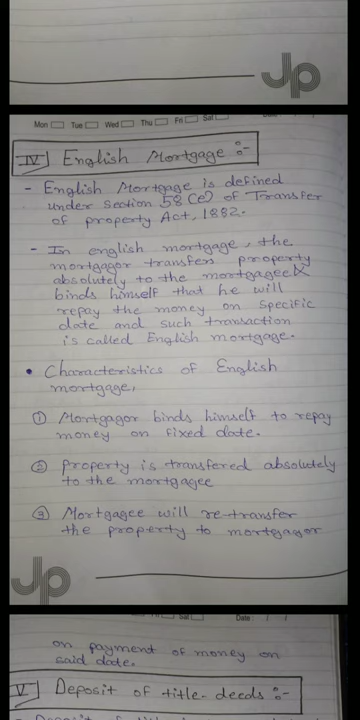 Jp
Mon Tue Wed Thu Fri Sat
IV] English Mortgage :-
- English Mortgage is defined
under section 58(e) of Transfer
of property Act, 1882.
- In english mortgage, the
mortgagor transfers property
absolutely to the mortgagee &
binds himself that he will
repay the money on specific
date and such transaction
is called English mortgage.
• Characteristics of English
mortgage,
① Mortgagor binds himself to repay
money on fixed date.
② property is transfered absolutely
to the mortgagee
③ Mortgagee will re-transfer
the property to mortgagor
Jp
Sat Date: / /
on payment of money on
said date.
V] Deposit of title-deeds :-